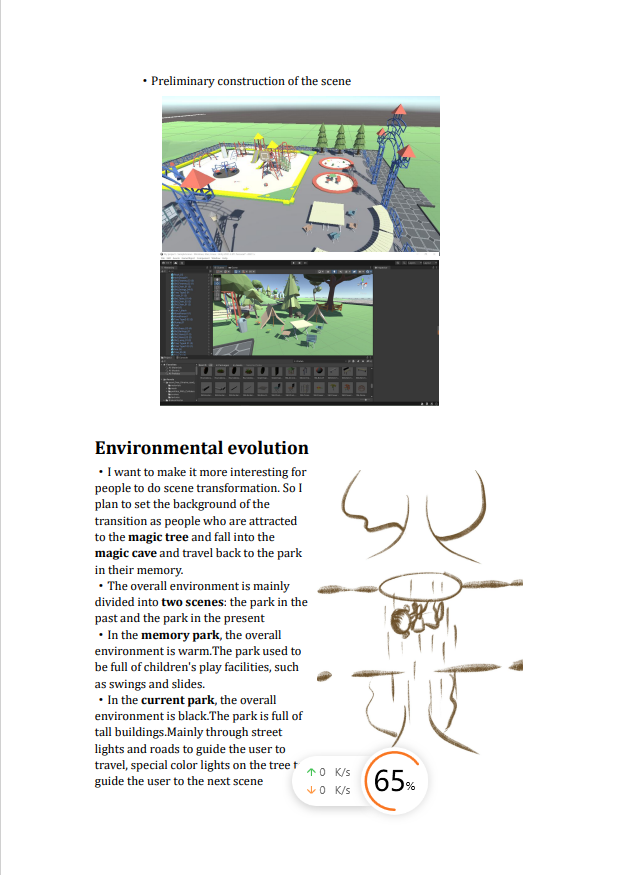 • Preliminary construction of the scene
Environmental evolution
• I want to make it more interesting for
people to do scene transformation. So I
plan to set the background of the
transition as people who are attracted
to the magic tree and fall into the
magic cave and travel back to the park
in their memory.
• The overall environment is mainly
divided into two scenes: the park in the
past and the park in the present
• In the memory park, the overall
environment is warm.The park used to
be full of children's play facilities, such
as swings and slides.
• In the current park, the overall
environment is black.The park is full of
tall buildings.Mainly through street
lights and roads to guide the user to
travel, special color lights on the tree
guide the user to the next scene
↑ 0 K/s
↓ 0 K/s
65%